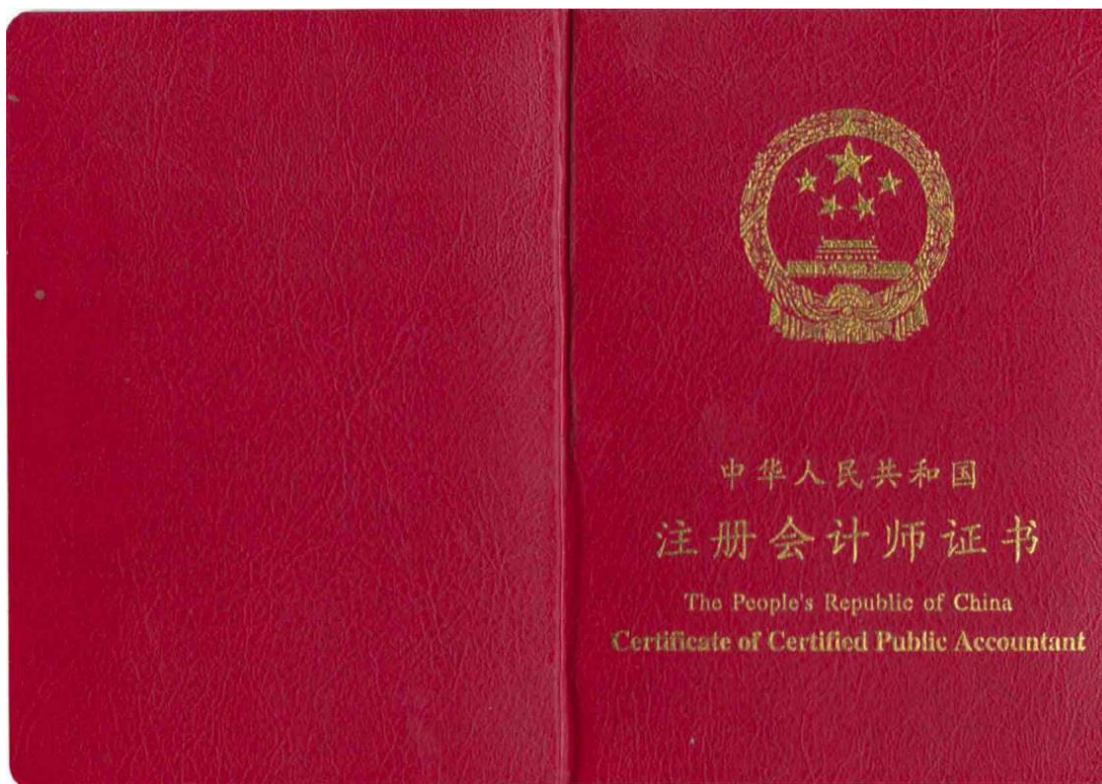 中华人民共和国
注册会计师证书
The People's Republic of China
Certificate of Certified Public Accountant